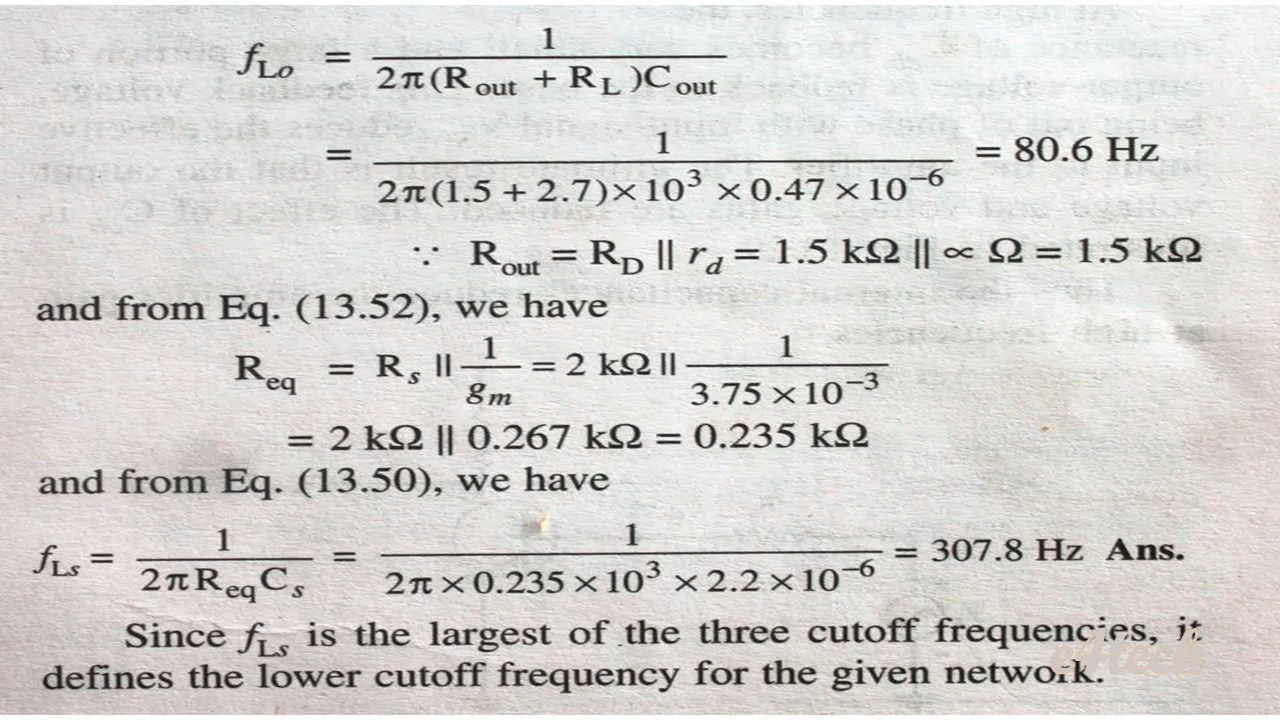 f_Lo = 1 / 2π(R_out + R_L)C_out
= 1 / 2π(1.5 + 2.7)×10³ ×0.47×10⁻⁶ = 80.6 Hz
∵ R_out = R_D || r_d = 1.5 kΩ || ∝ Ω = 1.5 kΩ
and from Eq. (13.52), we have
R_eq = R_s || 1 / g_m = 2 kΩ || 1 / 3.75 × 10⁻³
= 2 kΩ || 0.267 kΩ = 0.235 kΩ
and from Eq. (13.50), we have
f_Ls = 1 / 2πR_eq C_s = 1 / 2π × 0.235 × 10³ × 2.2 × 10⁻⁶ = 307.8 Hz Ans.
Since f_Ls is the largest of the three cutoff frequencies, it
defines the lower cutoff frequency for the given network.